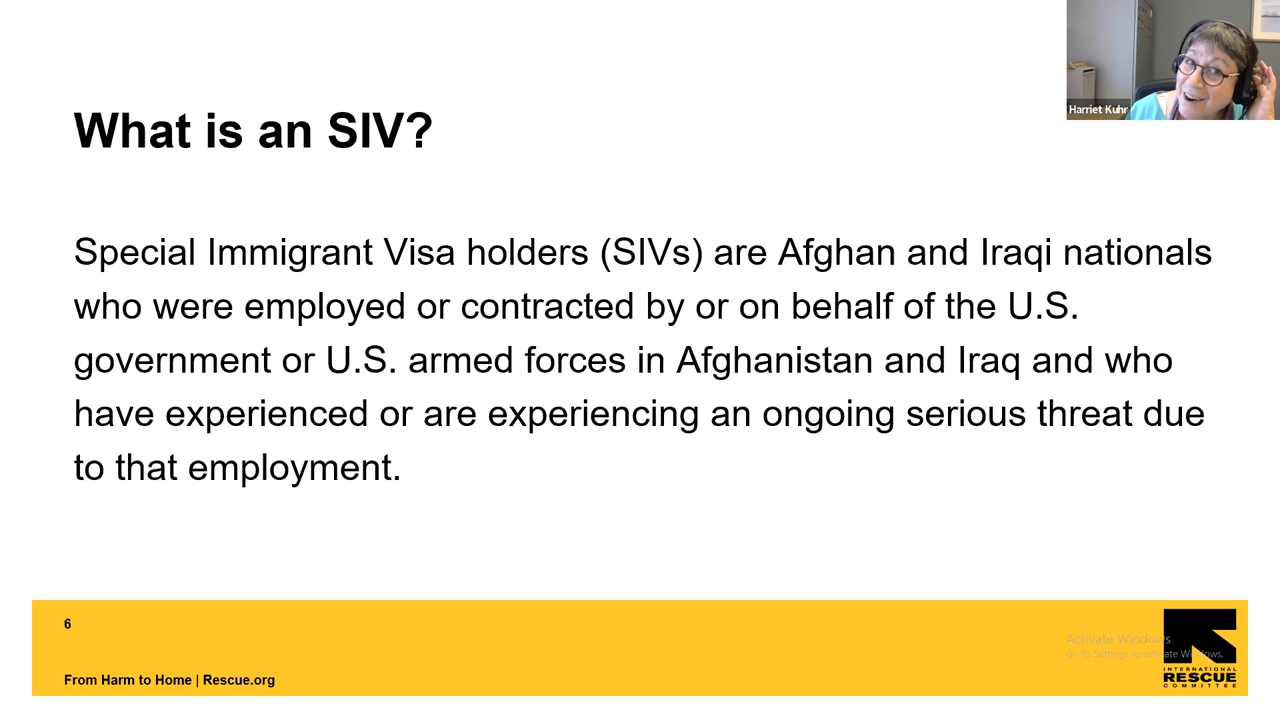 Harriet Kuhr
What is an SIV?
Special Immigrant Visa holders (SIVs) are Afghan and Iraqi nationals
who were employed or contracted by or on behalf of the U.S.
government or U.S. armed forces in Afghanistan and Iraq and who
have experienced or are experiencing an ongoing serious threat due
to that employment.
6
Activate Windows
Go to Settings to activate Windows.
From Harm to Home | Rescue.org
INTERNATIONAL
RESCUE
COMMITTEE